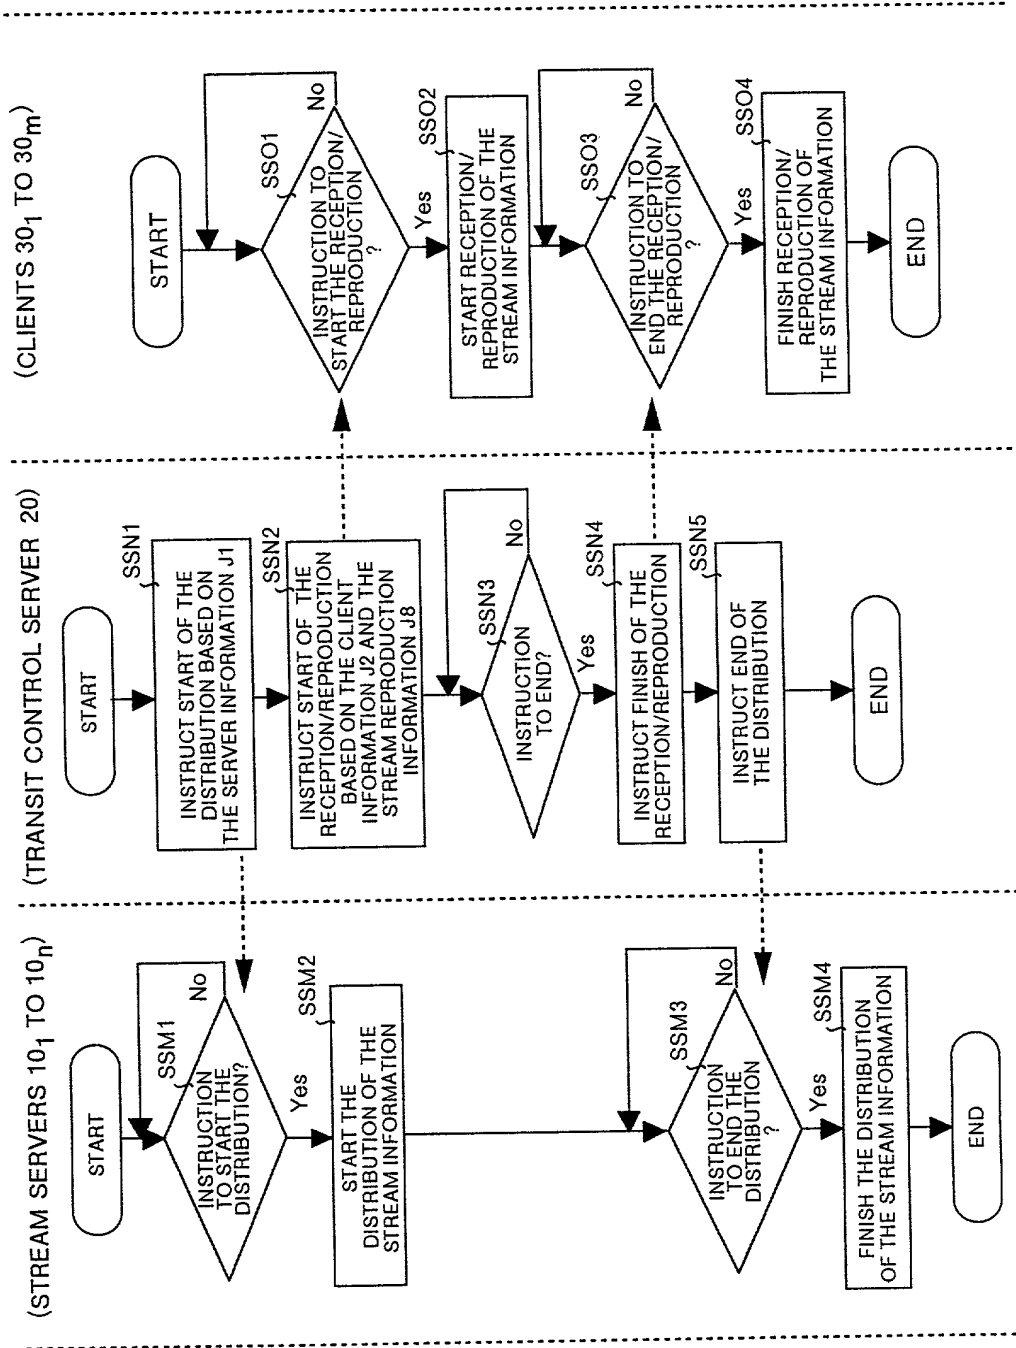 (STREAM SERVERS 10₁ TO 10ₙ)
START
SSM1
INSTRUCTION
TO START THE
DISTRIBUTION?
No
Yes
SSM2
START THE
DISTRIBUTION OF THE
STREAM INFORMATION
SSM3
INSTRUCTION
TO END THE
DISTRIBUTION
?
No
Yes
SSM4
FINISH THE DISTRIBUTION
OF THE STREAM INFORMATION
END
(TRANSIT CONTROL SERVER 20)
START
SSN1
INSTRUCT START OF THE
DISTRIBUTION BASED ON
THE SERVER INFORMATION J1
SSN2
INSTRUCT START OF THE
RECEPTION/REPRODUCTION
BASED ON THE CLIENT
INFORMATION J2 AND THE
STREAM REPRODUCTION
INFORMATION J8
SSN3
INSTRUCTION
TO END?
No
Yes
SSN4
INSTRUCT FINISH OF THE
RECEPTION/REPRODUCTION
SSN5
INSTRUCT END OF
THE DISTRIBUTION
END
(CLIENTS 30₁ TO 30ₘ)
START
SSO1
INSTRUCTION TO
START THE RECEPTION/
REPRODUCTION
?
No
Yes
SSO2
START RECEPTION/
REPRODUCTION OF THE
STREAM INFORMATION
SSO3
INSTRUCTION TO
END THE RECEPTION/
REPRODUCTION
?
No
Yes
SSO4
FINISH RECEPTION/
REPRODUCTION OF
THE STREAM INFORMATION
END